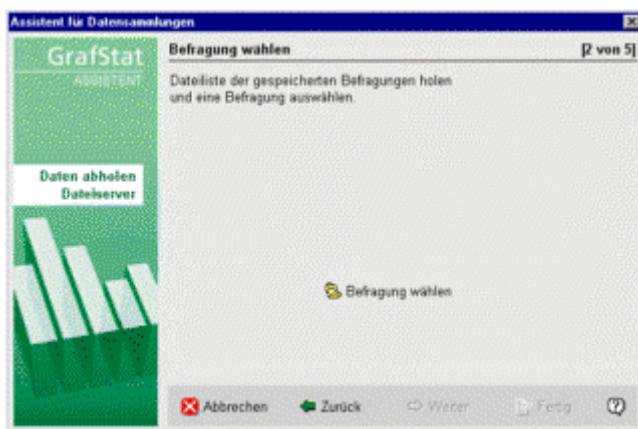 Assistent für Datensammlungen
GrafStat
ASSISTENT
Befragung wählen [2 von 5]
Dateiliste der gespeicherten Befragungen holen
und eine Befragung auswählen.
Daten abholen
Dateiserver
Befragung wählen
Abbrechen Zurück Weiter Fertig